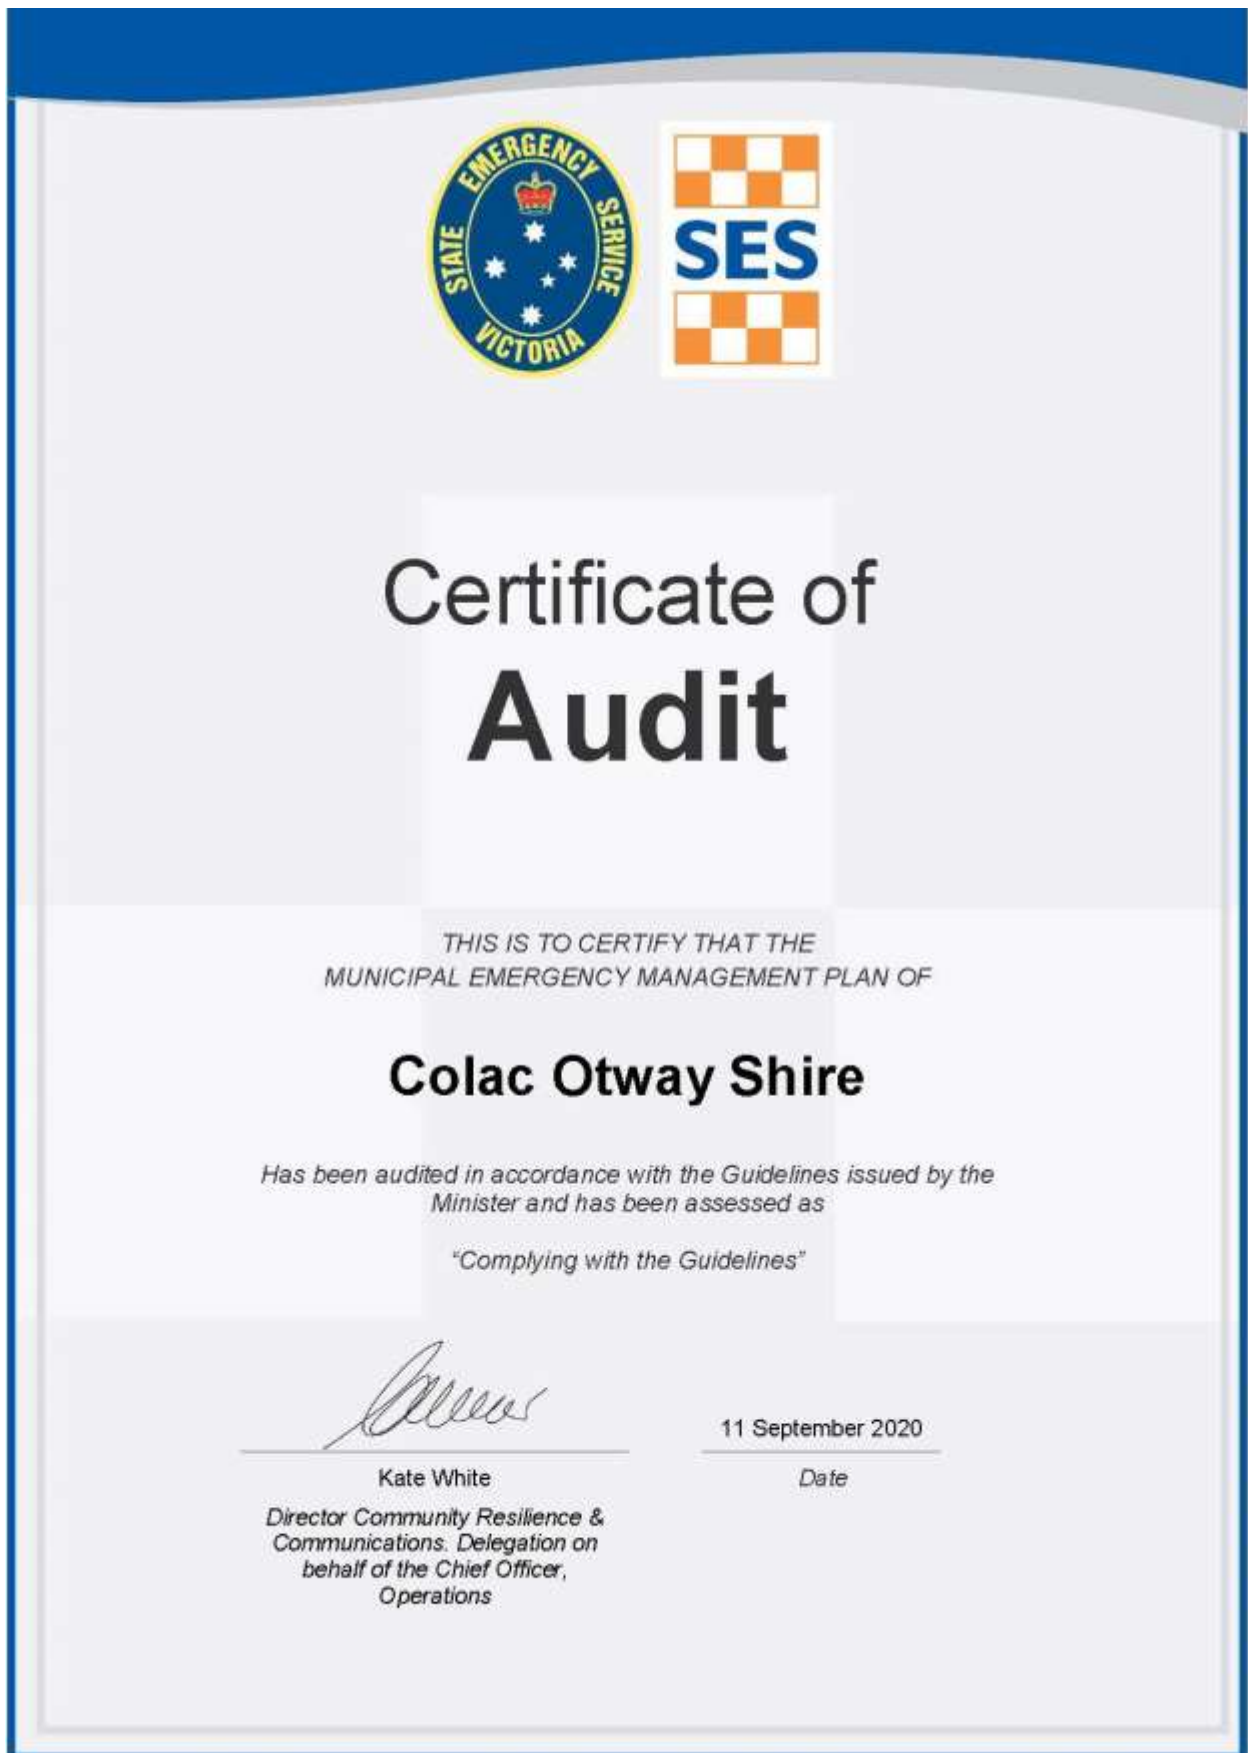 STATE EMERGENCY SERVICE
VICTORIA
SES
Certificate of
Audit
THIS IS TO CERTIFY THAT THE
MUNICIPAL EMERGENCY MANAGEMENT PLAN OF
Colac Otway Shire
Has been audited in accordance with the Guidelines issued by the
Minister and has been assessed as
"Complying with the Guidelines"
11 September 2020
Kate White
Date
Director Community Resilience &
Communications. Delegation on
behalf of the Chief Officer,
Operations